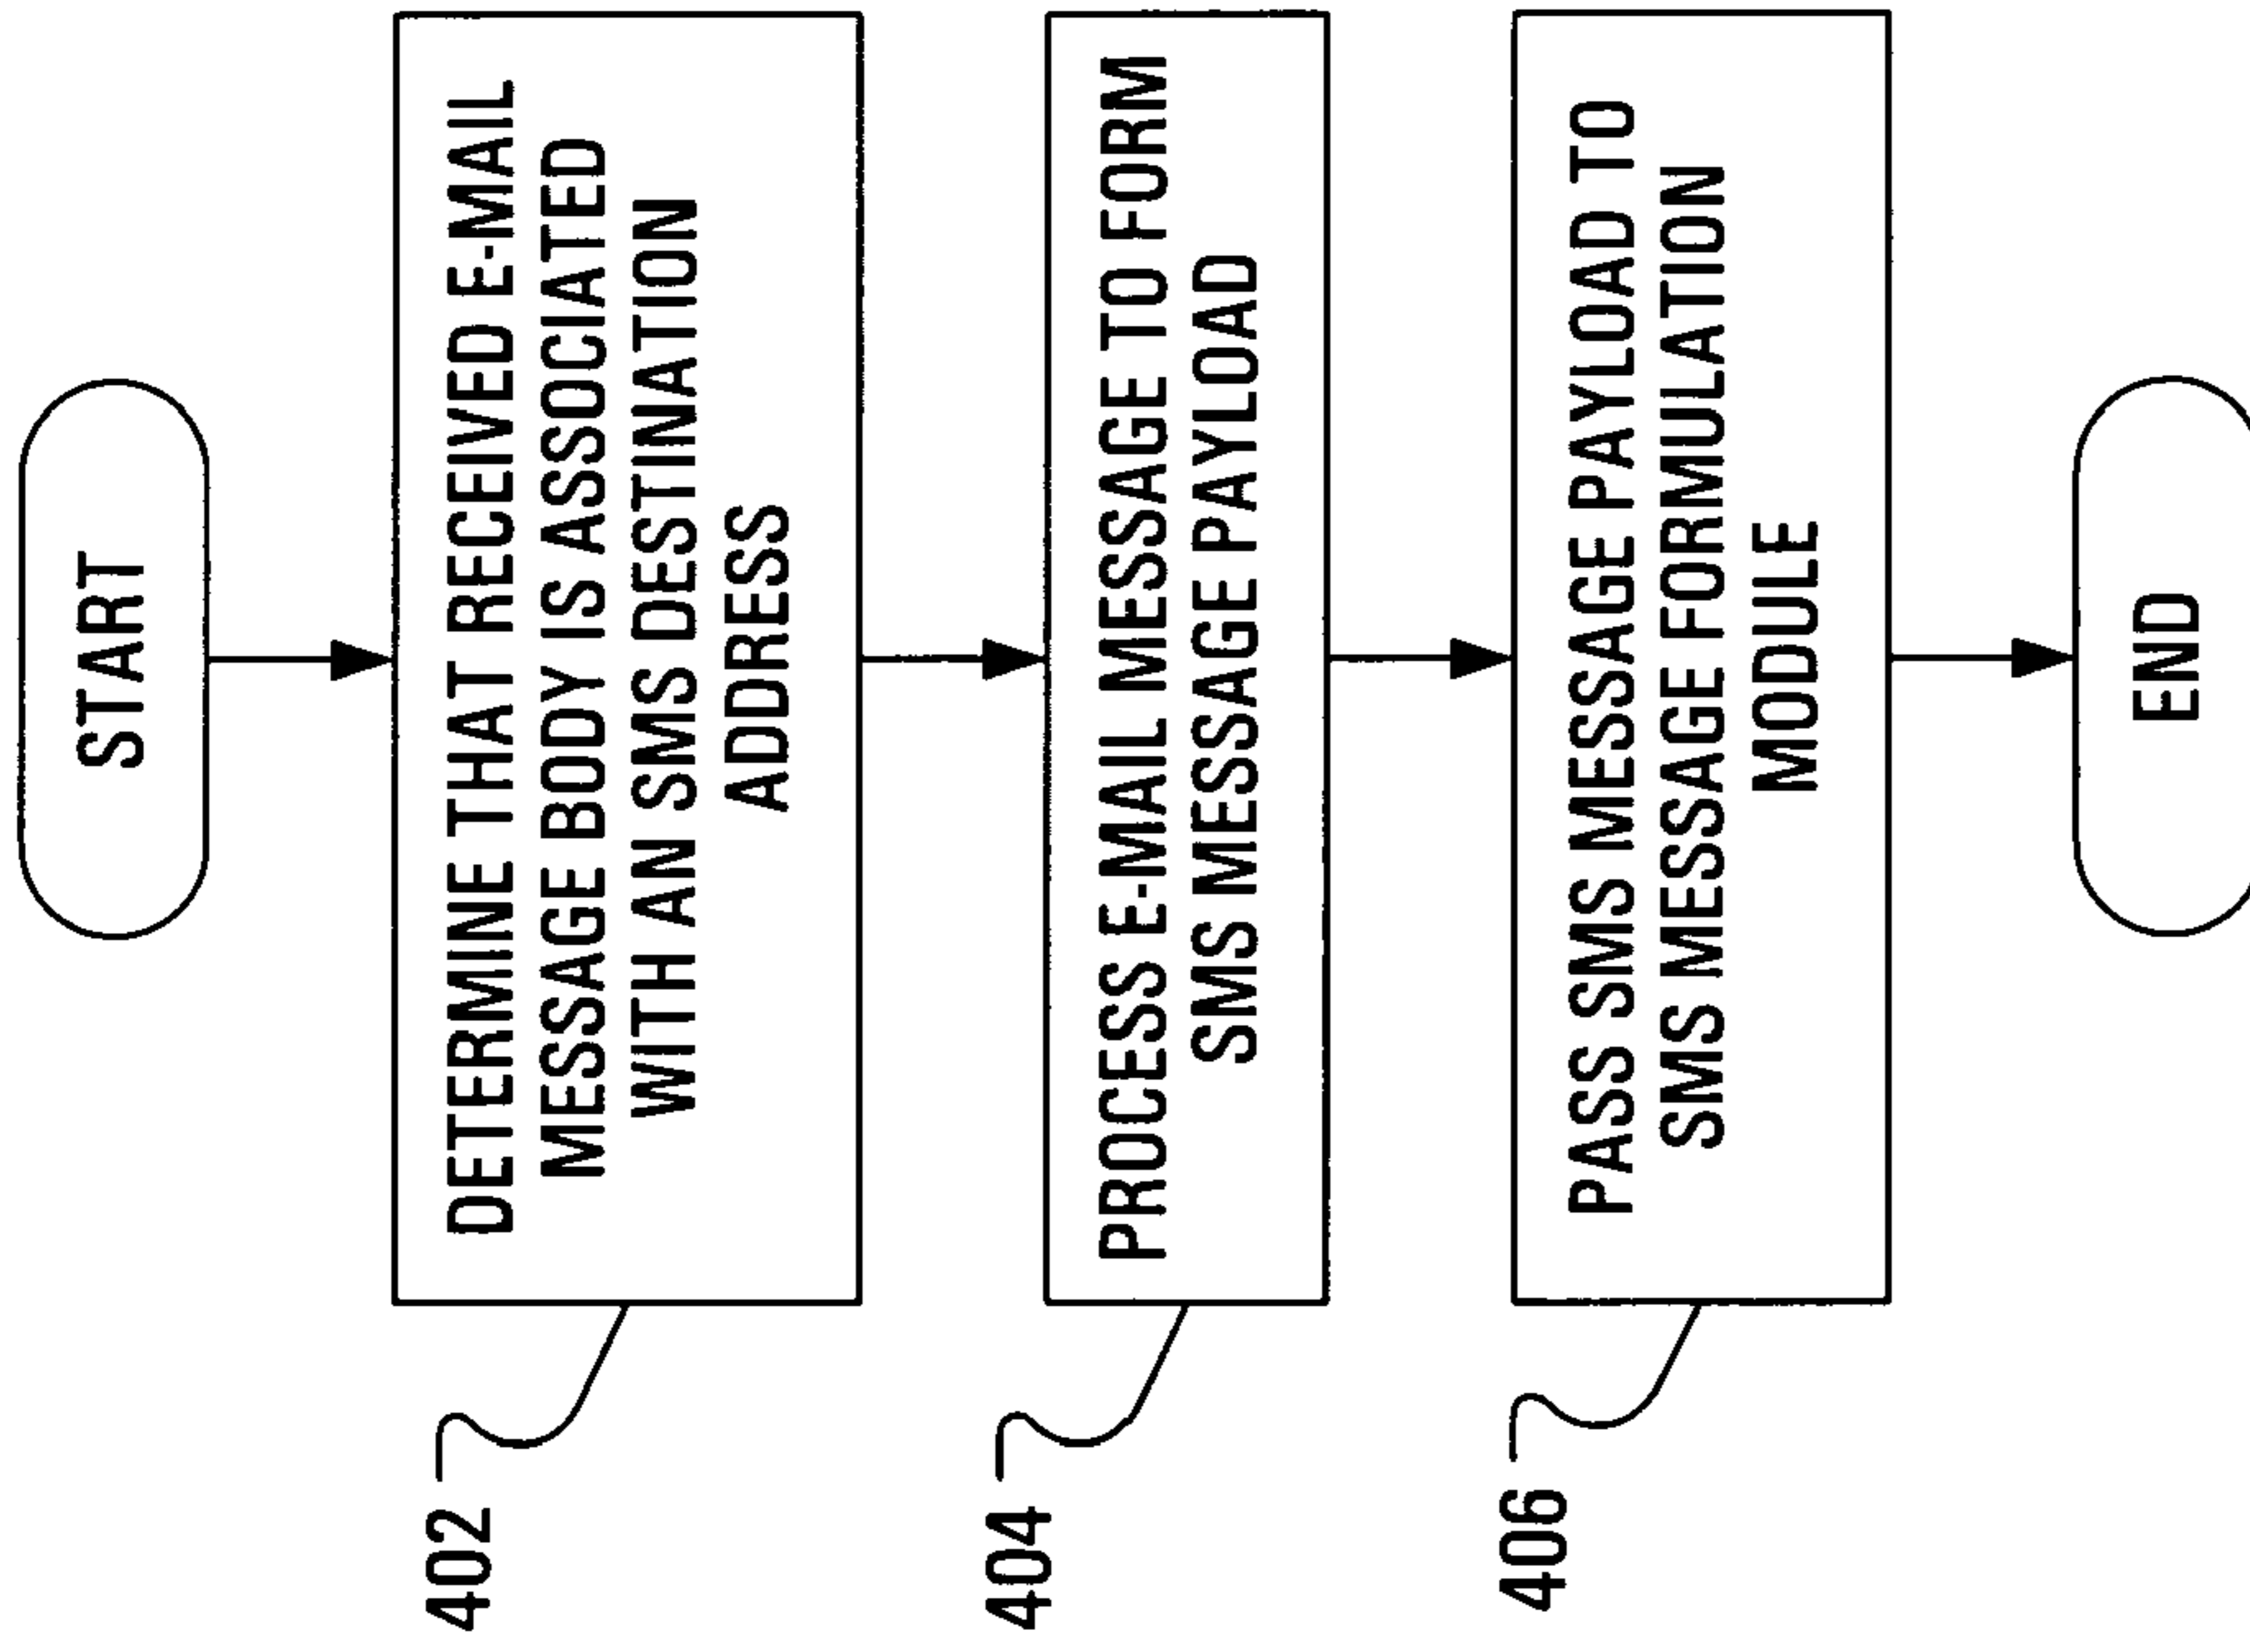 START
402
DETERMINE THAT RECEIVED E-MAIL
MESSAGE BODY IS ASSOCIATED
WITH AN SMS DESTINATION
ADDRESS
404
PROCESS E-MAIL MESSAGE TO FORM
SMS MESSAGE PAYLOAD
406
PASS SMS MESSAGE PAYLOAD TO
SMS MESSAGE FORMULATION
MODULE
END